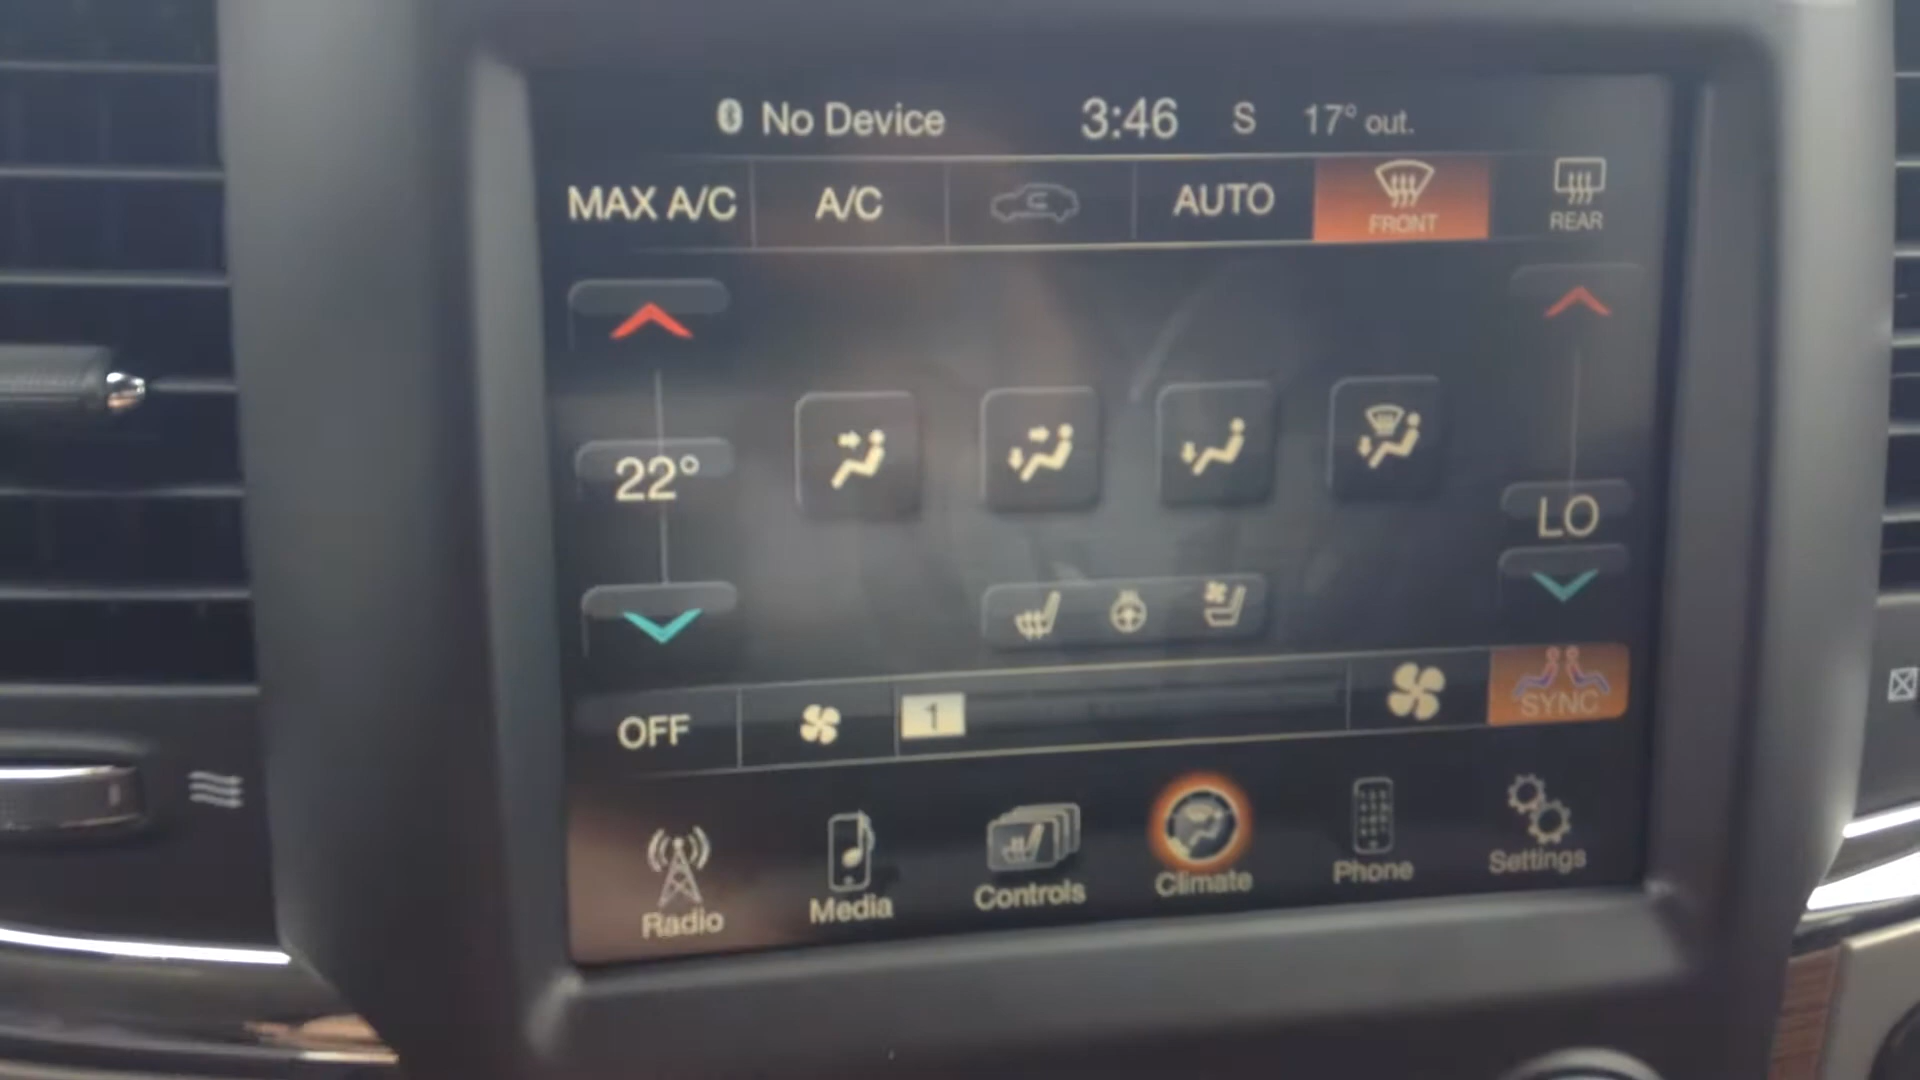 No Device 3:46 S 17° out.
MAX A/C A/C AUTO FRONT REAR
22° LO
OFF 1 SYNC
Radio Media Controls Climate Phone Settings